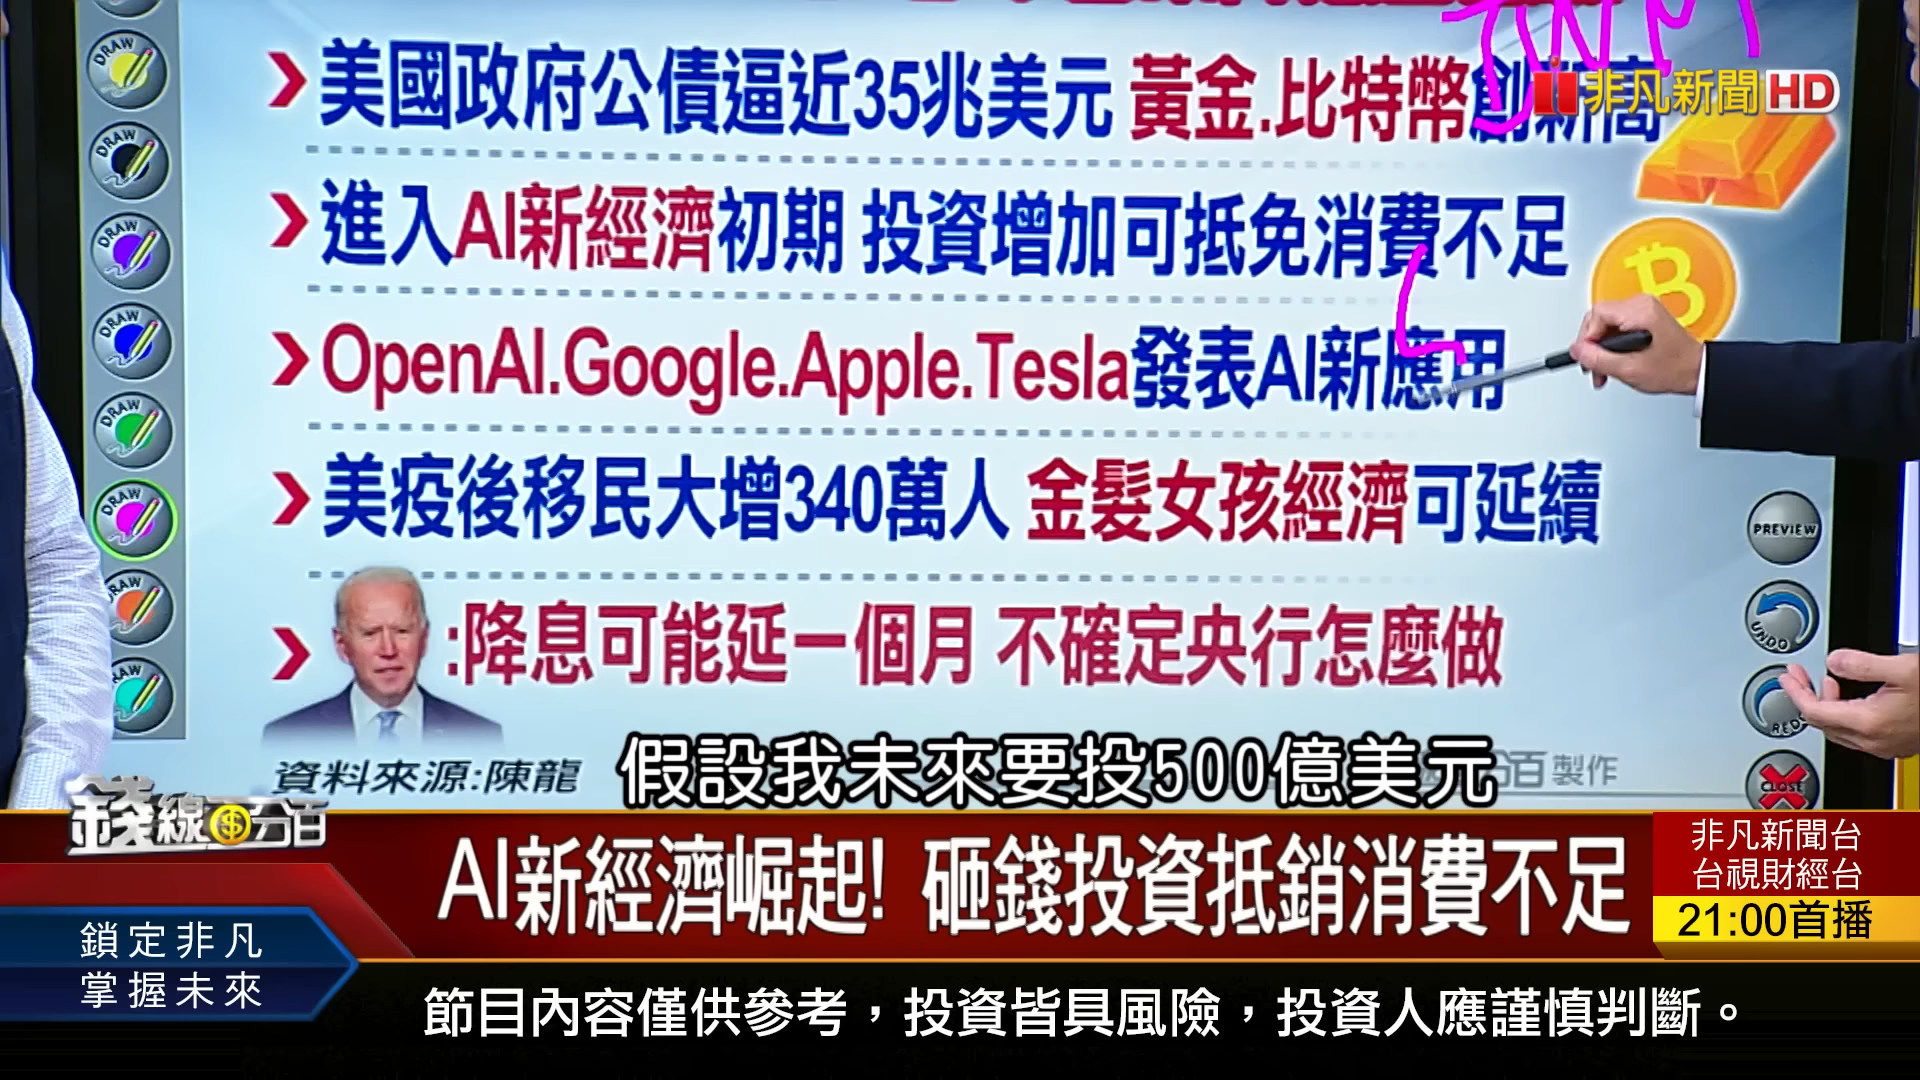 美國政府公債逼近35兆美元 黃金.比特幣創新高
非凡新聞HD
進入AI新經濟初期 投資增加可抵免消費不足
OpenAI.Google.Apple.Tesla發表AI新應用
美疫後移民大增340萬人 金髮女孩經濟可延續
:降息可能延一個月 不確定央行怎麼做
DRAW
DRAW
DRAW
DRAW
DRAW
DRAW
DRAW
PREVIEW
UNDO
CLOSE
資料來源:陳龍
百製作
假設我未來要投500億美元
錢線百分百
AI新經濟崛起! 砸錢投資抵銷消費不足
非凡新聞台
台視財經台
21:00首播
鎖定非凡
掌握未來
節目內容僅供參考，投資皆具風險，投資人應謹慎判斷。